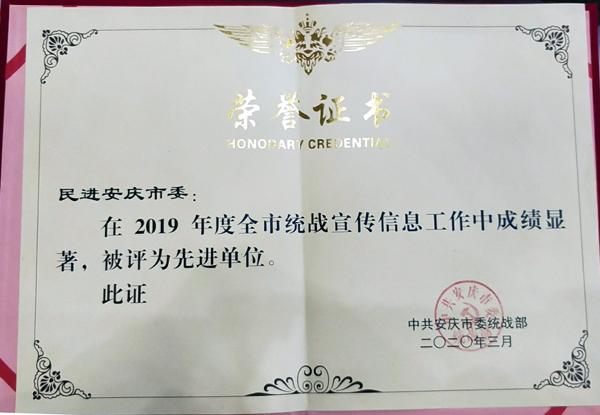 荣誉证书
HONORARY CREDENTIAL
民进安庆市委：
在 2019 年度全市统战宣传信息工作中成绩显
著，被评为先进单位。
此证
中共安庆市委统战部
二〇二〇年三月